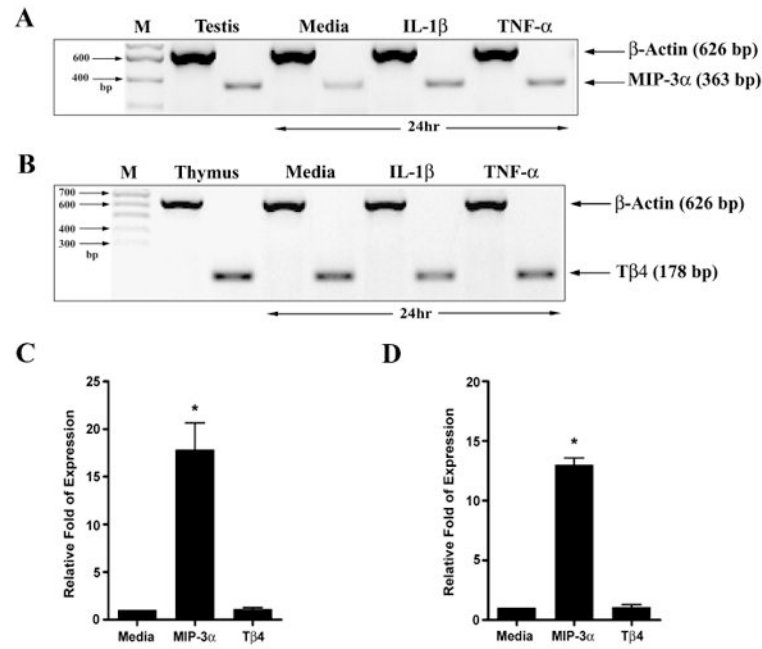 A
M Testis Media IL-1β TNF-α
600
400
bp
β-Actin (626 bp)
MIP-3α (363 bp)
24hr
B
M Thymus Media IL-1β TNF-α
700
600
400
300
bp
β-Actin (626 bp)
Tβ4 (178 bp)
24hr
C
Relative Fold of Expression
25
20
15
10
5
0
*
Media MIP-3α Tβ4
D
Relative Fold of Expression
20
15
10
5
0
*
Media MIP-3α Tβ4